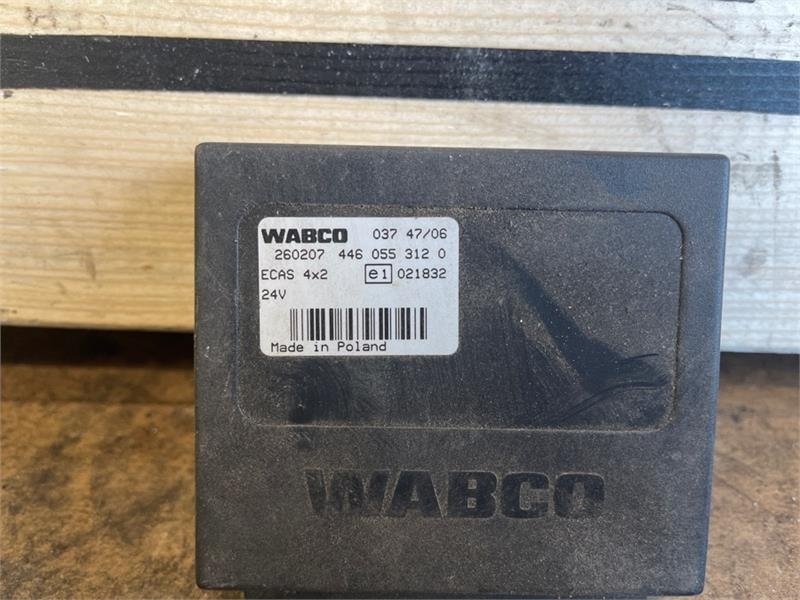 WABCO 037 47/06
260207 446 055 312 0
ECAS 4x2 e1 021832
24V
Made in Poland
WABCO